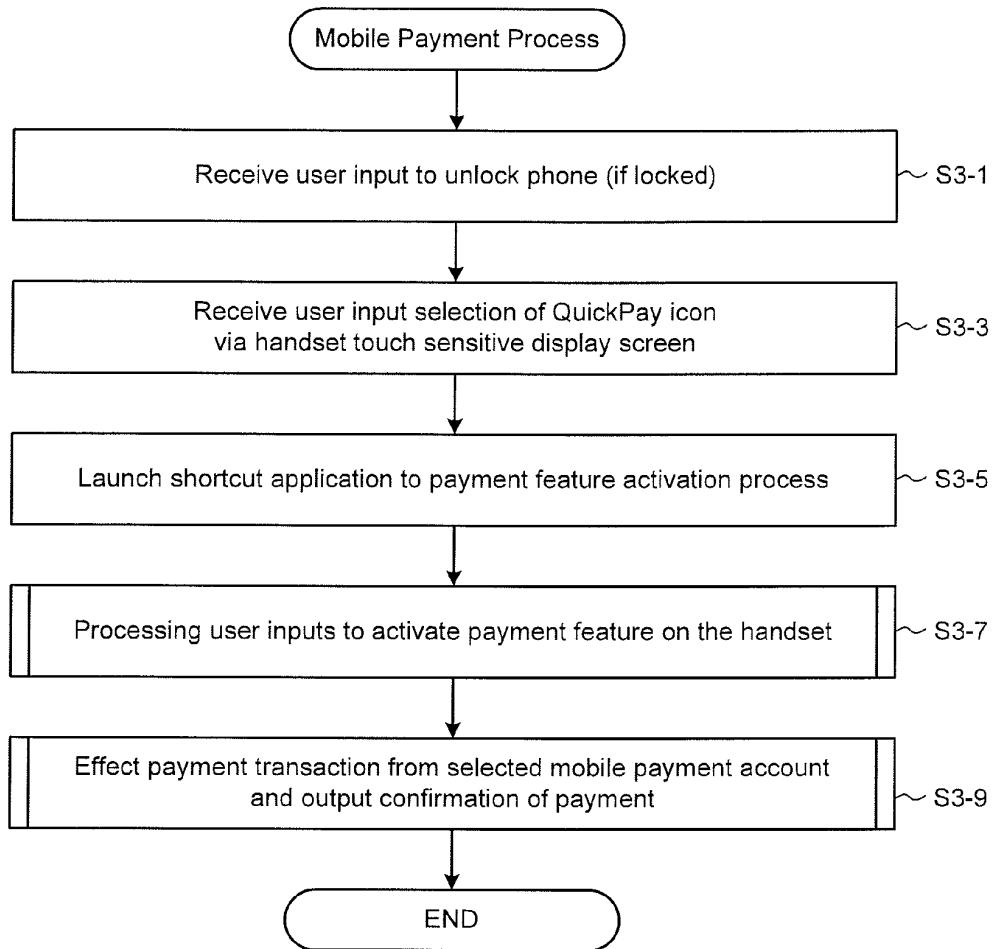 Mobile Payment Process
Receive user input to unlock phone (if locked)
S3-1
Receive user input selection of QuickPay icon
via handset touch sensitive display screen
S3-3
Launch shortcut application to payment feature activation process
S3-5
Processing user inputs to activate payment feature on the handset
S3-7
Effect payment transaction from selected mobile payment account
and output confirmation of payment
S3-9
END